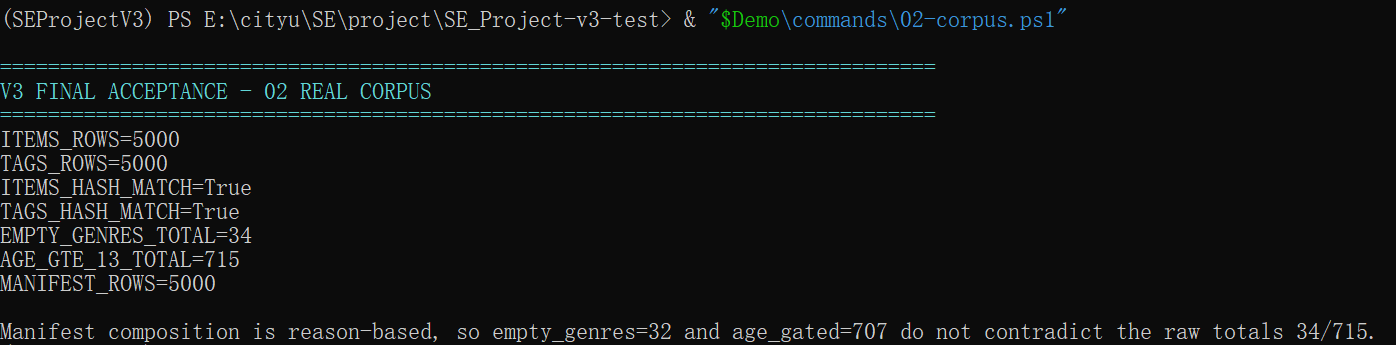 (SEProjectV3) PS E:\cityu\SE\project\SE_Project-v3-test> & "$Demo\commands\02-corpus.ps1"
==============================================================================
V3 FINAL ACCEPTANCE - 02 REAL CORPUS
==============================================================================
ITEMS_ROWS=5000
TAGS_ROWS=5000
ITEMS_HASH_MATCH=True
TAGS_HASH_MATCH=True
EMPTY_GENRES_TOTAL=34
AGE_GTE_13_TOTAL=715
MANIFEST_ROWS=5000
Manifest composition is reason-based, so empty_genres=32 and age_gated=707 do not contradict the raw totals 34/715.